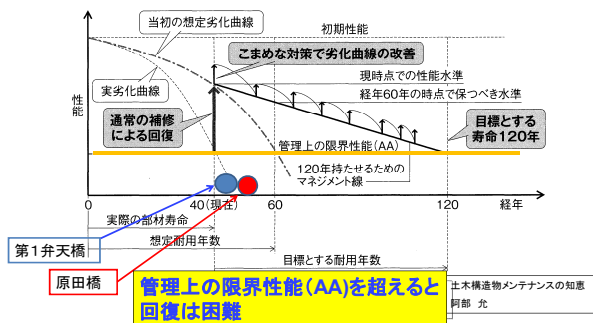 当初の想定劣化曲線
初期性能
こまめな対策で劣化曲線の改善
実劣化曲線
現時点での性能水準
経年60年の時点で保つべき水準
性能
通常の補修
による回復
目標とする
寿命120年
管理上の限界性能(AA)
120年持たせるための
マネジメント線
0
40(現在)
60
120
経年
実際の部材寿命
第1弁天橋
想定耐用年数
原田橋
目標とする耐用年数
管理上の限界性能(AA)を超えると
回復は困難
土木構造物メンテナンスの知恵
阿部 允